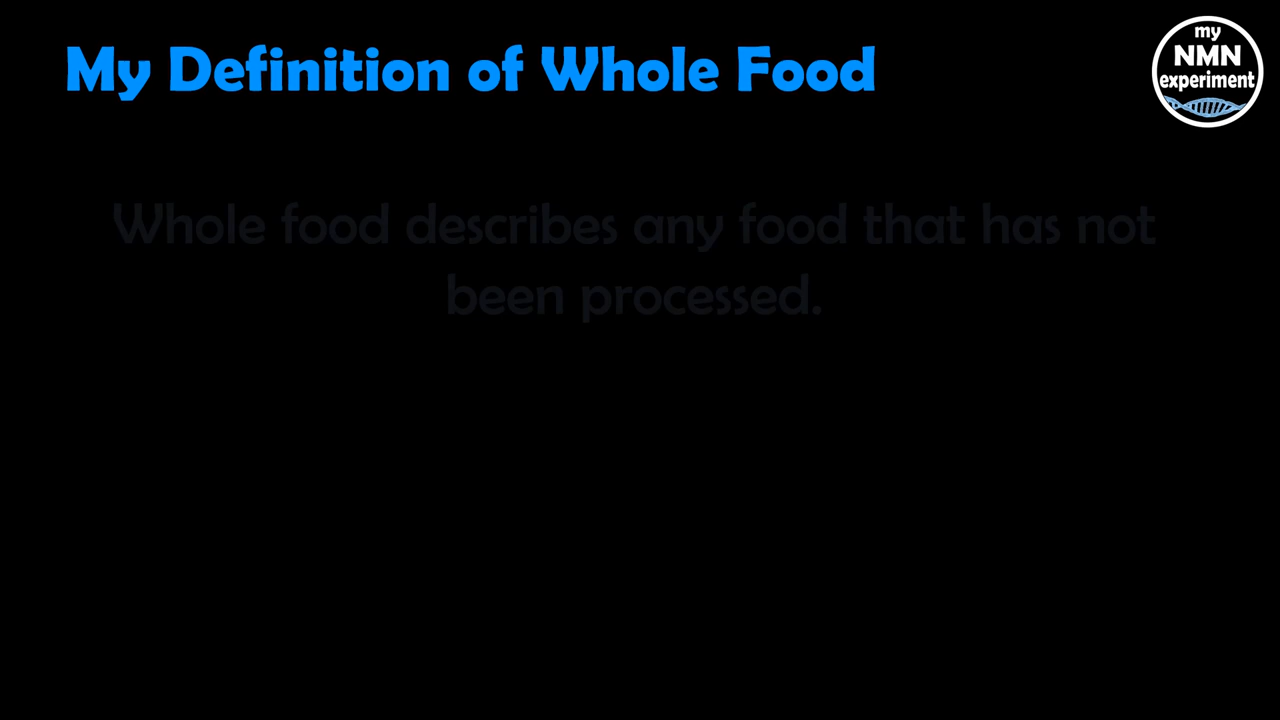 My Definition of Whole Food
my
NMN
experiment
Whole food describes any food that has not
been processed.